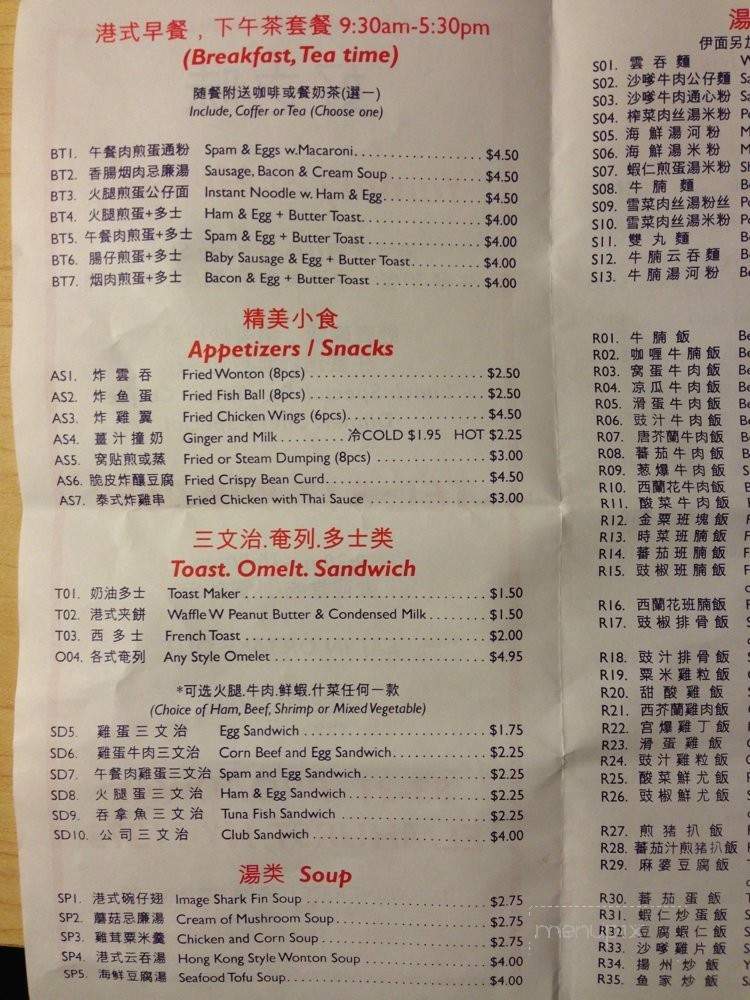 港式早餐，下午茶套餐 9:30am-5:30pm
(Breakfast, Tea time)
随餐附送咖啡或餐奶茶(選一)
Include, Coffer or Tea (Choose one)
BT1. 午餐肉煎蛋通粉 Spam & Eggs w.Macaroni $4.50
BT2. 香腸烟肉忌廉湯 Sausage, Bacon & Cream Soup $4.50
BT3. 火腿煎蛋公仔面 Instant Noodle w. Ham & Egg $4.50
BT4. 火腿煎蛋+多士 Ham & Egg + Butter Toast $4.00
BT5. 午餐肉煎蛋+多士 Spam & Egg + Butter Toast $4.00
BT6. 腸仔煎蛋+多士 Baby Sausage & Egg + Butter Toast $4.00
BT7. 烟肉煎蛋+多士 Bacon & Egg + Butter Toast $4.00
精美小食
Appetizers / Snacks
AS1. 炸雲吞 Fried Wonton (8pcs) $2.50
AS2. 炸魚蛋 Fried Fish Ball (8pcs) $2.50
AS3. 炸雞翼 Fried Chicken Wings (6pcs) $4.50
AS4. 薑汁撞奶 Ginger and Milk 冷COLD $1.95 HOT $2.25
AS5. 窝贴煎或蒸 Fried or Steam Dumping (8pcs) $3.00
AS6. 脆皮炸釀豆腐 Fried Crispy Bean Curd $4.50
AS7. 泰式炸雞串 Fried Chicken with Thai Sauce $3.00
三文治.奄列.多士类
Toast. Omelt. Sandwich
T01. 奶油多士 Toast Maker $1.50
T02. 港式夹餅 Waffle W Peanut Butter & Condensed Milk $1.50
T03. 西多士 French Toast $2.00
O04. 各式奄列 Any Style Omelet $4.95
*可选火腿.牛肉.鮮蝦.什菜任何一款
(Choice of Ham, Beef, Shrimp or Mixed Vegetable)
SD5. 雞蛋三文治 Egg Sandwich $1.75
SD6. 雞蛋牛肉三文治 Corn Beef and Egg Sandwich $2.25
SD7. 午餐肉雞蛋三文治 Spam and Egg Sandwich $2.25
SD8. 火腿蛋三文治 Ham & Egg Sandwich $2.25
SD9. 吞拿魚三文治 Tuna Fish Sandwich $2.25
SD10. 公司三文治 Club Sandwich $4.00
湯类 Soup
SP1. 港式碗仔翅 Image Shark Fin Soup $2.75
SP2. 蘑菇忌廉湯 Cream of Mushroom Soup $2.75
SP3. 雞茸粟米羹 Chicken and Corn Soup $2.75
SP4. 港式云吞湯 Hong Kong Style Wonton Soup $4.00
SP5. 海鮮豆腐湯 Seafood Tofu Soup $4.00
湯
伊面另加
S01. 雲吞麵
S02. 沙嗲牛肉公仔麵
S03. 沙嗲牛肉通心粉
S04. 榨菜肉丝湯米粉
S05. 海鮮湯河粉
S06. 海鮮湯米粉
S07. 蝦仁煎蛋湯米粉
S08. 牛腩麵
S09. 雪菜肉丝湯粉丝
S10. 雪菜肉丝湯米粉
S11. 雙丸麵
S12. 牛腩云吞麵
S13. 牛腩湯河粉
R01. 牛腩飯
R02. 咖喱牛腩飯
R03. 窝蛋牛肉飯
R04. 凉瓜牛肉飯
R05. 滑蛋牛肉飯
R06. 豉汁牛肉飯
R07. 唐芥蘭牛肉飯
R08. 蕃茄牛肉飯
R09. 葱爆牛肉飯
R10. 西蘭花牛肉飯
R11. 酸菜牛肉飯
R12. 金粟班塊飯
R13. 時菜班腩飯
R14. 蕃茄班腩飯
R15. 豉椒班腩飯
R16. 西蘭花班腩飯
R17. 豉椒排骨飯
R18. 豉汁排骨飯
R19. 粟米雞粒飯
R20. 甜酸雞飯
R21. 西芥蘭雞肉飯
R22. 宫爆雞丁飯
R23. 滑蛋雞飯
R24. 豉汁雞粒飯
R25. 酸菜鮮尤飯
R26. 豉椒鮮尤飯
R27. 煎猪扒飯
R28. 蕃茄汁煎猪扒飯
R29. 麻婆豆腐飯
R30. 蕃茄蛋飯
R31. 蝦仁炒蛋飯
R32. 豆腐蝦仁飯
R33. 沙嗲雞片飯
R34. 揚州炒飯
R35. 魚家炒飯
menupix